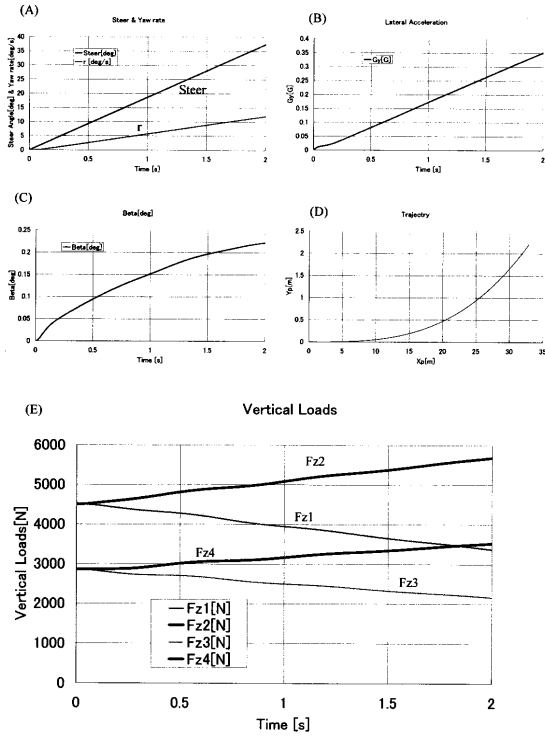 (A)
Steer & Yaw rate
Steer Angle[deg] & Yaw rate[deg/s]
40
35
30
25
20
15
10
5
0
Steer[deg]
r [deg/s]
Steer
r
0
0.5
1
1.5
2
Time [s]
(B)
Lateral Acceleration
Gy[G]
0.4
0.35
0.3
0.25
0.2
0.15
0.1
0.05
0
Gy[G]
0
0.5
1
1.5
2
Time [s]
(C)
Beta[deg]
Beta[deg]
0.25
0.2
0.15
0.1
0.05
0
Beta[deg]
0
0.5
1
1.5
2
Time [s]
(D)
Trajectry
Yp[m]
2.5
2
1.5
1
0.5
0
0
5
10
15
20
25
30
35
Xp[m]
(E)
Vertical Loads
Vertical Loads[N]
6000
5000
4000
3000
2000
1000
0
Fz2
Fz1
Fz4
Fz3
Fz1[N]
Fz2[N]
Fz3[N]
Fz4[N]
0
0.5
1
1.5
2
Time [s]